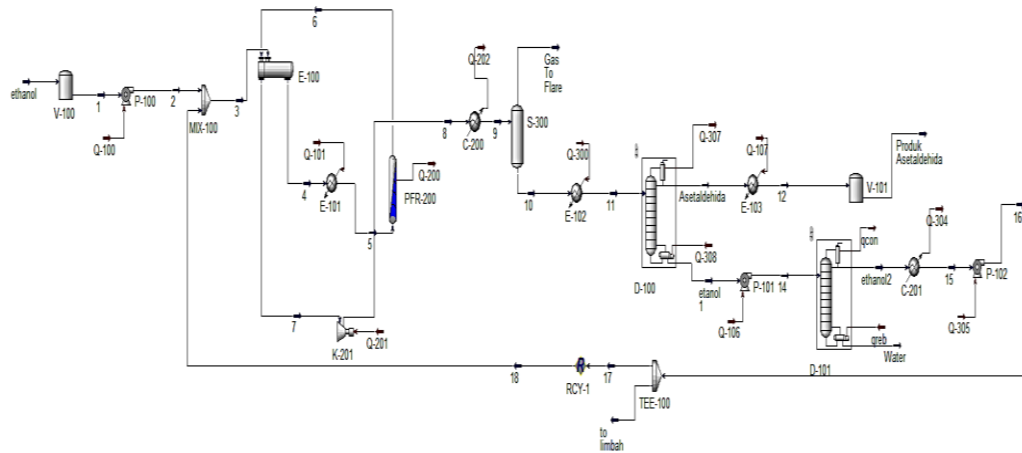 6
Q-202
Gas
To
Flare
E-100
ethanol
V-100
1
P-100
2
MIX-100
3
Q-100
8
C-200
9
S-300
Q-101
4
E-101
5
Q-200
PFR-200
Q-300
10
E-102
11
Q-307
Asetaldehida
Q-107
E-103
12
Produk
Asetaldehida
V-101
Q-308
D-100
etanol
1
P-101
14
Q-106
qcon
ethanol2
Q-304
C-201
15
P-102
16
Q-305
qreb
Water
D-101
7
K-201
Q-201
18
RCY-1
17
TEE-100
to
limbah